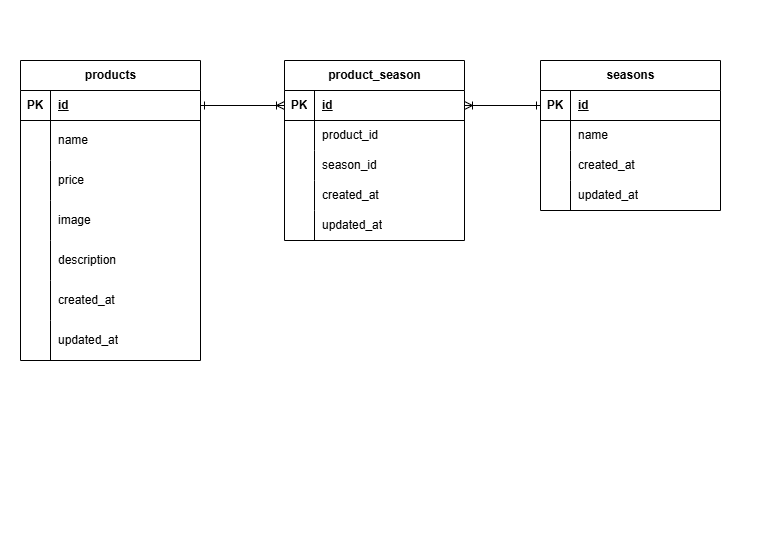 products
PK id
name
price
image
description
created_at
updated_at
product_season
PK id
product_id
season_id
created_at
updated_at
seasons
PK id
name
created_at
updated_at